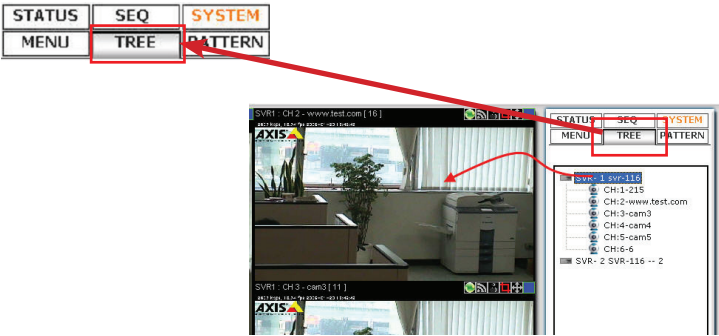 STATUS SEQ SYSTEM
MENU TREE PATTERN
SVR1 : CH 2 - www.test.com [ 16 ]
AXIS
STATUS SEQ SYSTEM
MENU TREE PATTERN
SVR- 1 svr-116
CH:1-215
CH:2-www.test.com
CH:3-cam3
CH:4-cam4
CH:5-cam5
CH:6-6
SVR- 2 SVR-116 -- 2
SVR1 : CH 3 - cam3 [ 11 ]
AXIS